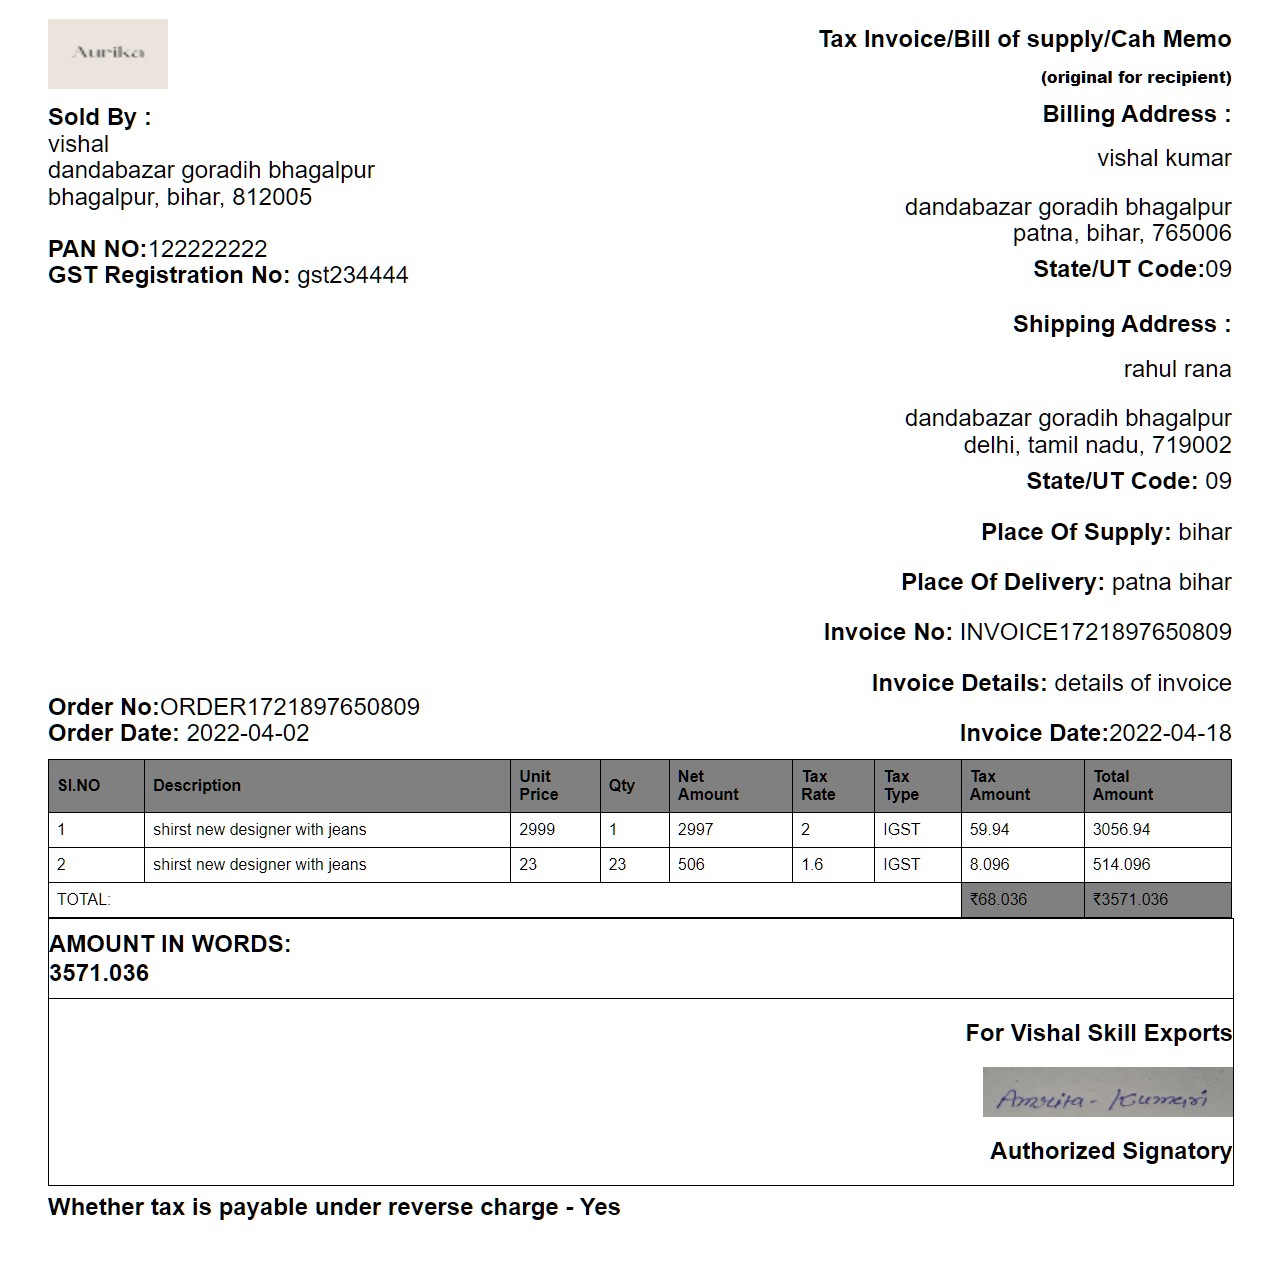 Aurika
Tax Invoice/Bill of supply/Cah Memo
(original for recipient)
Sold By :
vishal
dandabazar goradih bhagalpur
bhagalpur, bihar, 812005
PAN NO:122222222
GST Registration No: gst234444
Billing Address :
vishal kumar
dandabazar goradih bhagalpur
patna, bihar, 765006
State/UT Code:09
Shipping Address :
rahul rana
dandabazar goradih bhagalpur
delhi, tamil nadu, 719002
State/UT Code: 09
Place Of Supply: bihar
Place Of Delivery: patna bihar
Invoice No: INVOICE1721897650809
Invoice Details: details of invoice
Order No:ORDER1721897650809
Order Date: 2022-04-02
Invoice Date:2022-04-18
SI.NO Description Unit Price Qty Net Amount Tax Rate Tax Type Tax Amount Total Amount
1 shirst new designer with jeans 2999 1 2997 2 IGST 59.94 3056.94
2 shirst new designer with jeans 23 23 506 1.6 IGST 8.096 514.096
TOTAL: ₹68.036 ₹3571.036
AMOUNT IN WORDS:
3571.036
For Vishal Skill Exports
Amrita - Kumari
Authorized Signatory
Whether tax is payable under reverse charge - Yes